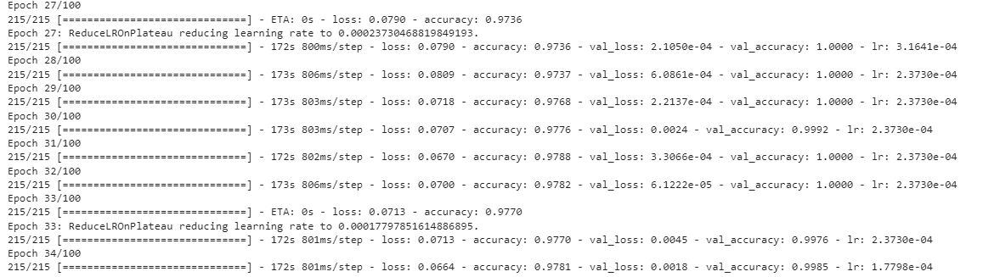 Epoch 27/100
215/215 [==============================] - ETA: 0s - loss: 0.0790 - accuracy: 0.9736
Epoch 27: ReduceLROnPlateau reducing learning rate to 0.00023730468819849193.
215/215 [==============================] - 172s 800ms/step - loss: 0.0790 - accuracy: 0.9736 - val_loss: 2.1050e-04 - val_accuracy: 1.0000 - lr: 3.1641e-04
Epoch 28/100
215/215 [==============================] - 173s 806ms/step - loss: 0.0809 - accuracy: 0.9737 - val_loss: 6.0861e-04 - val_accuracy: 1.0000 - lr: 2.3730e-04
Epoch 29/100
215/215 [==============================] - 173s 803ms/step - loss: 0.0718 - accuracy: 0.9768 - val_loss: 2.2137e-04 - val_accuracy: 1.0000 - lr: 2.3730e-04
Epoch 30/100
215/215 [==============================] - 173s 803ms/step - loss: 0.0707 - accuracy: 0.9776 - val_loss: 0.0024 - val_accuracy: 0.9992 - lr: 2.3730e-04
Epoch 31/100
215/215 [==============================] - 172s 802ms/step - loss: 0.0670 - accuracy: 0.9788 - val_loss: 3.3066e-04 - val_accuracy: 1.0000 - lr: 2.3730e-04
Epoch 32/100
215/215 [==============================] - 173s 806ms/step - loss: 0.0700 - accuracy: 0.9782 - val_loss: 6.1222e-05 - val_accuracy: 1.0000 - lr: 2.3730e-04
Epoch 33/100
215/215 [==============================] - ETA: 0s - loss: 0.0713 - accuracy: 0.9770
Epoch 33: ReduceLROnPlateau reducing learning rate to 0.00017797851614886895.
215/215 [==============================] - 172s 801ms/step - loss: 0.0713 - accuracy: 0.9770 - val_loss: 0.0045 - val_accuracy: 0.9976 - lr: 2.3730e-04
Epoch 34/100
215/215 [==============================] - 172s 801ms/step - loss: 0.0664 - accuracy: 0.9781 - val_loss: 0.0018 - val_accuracy: 0.9985 - lr: 1.7798e-04